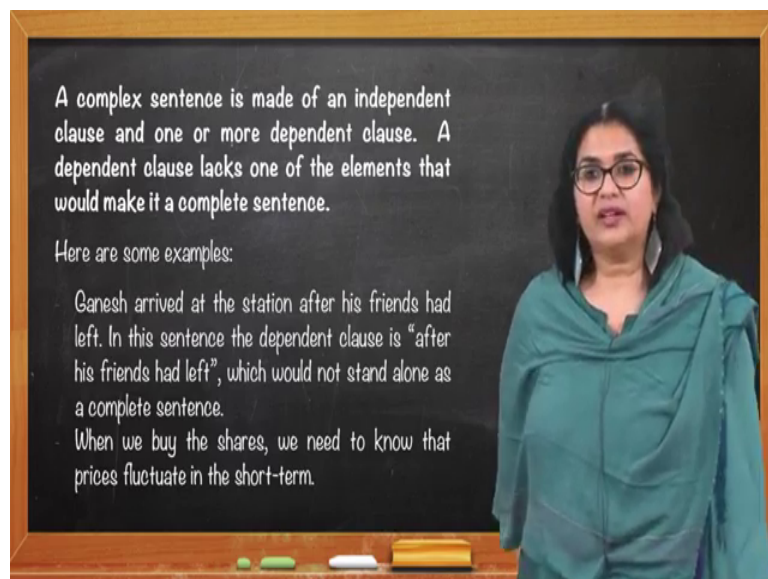 A complex sentence is made of an independent
clause and one or more dependent clause. A
dependent clause lacks one of the elements that
would make it a complete sentence.
Here are some examples:
Ganesh arrived at the station after his friends had
left. In this sentence the dependent clause is “after
his friends had left”, which would not stand alone as
a complete sentence.
When we buy the shares, we need to know that
prices fluctuate in the short-term.